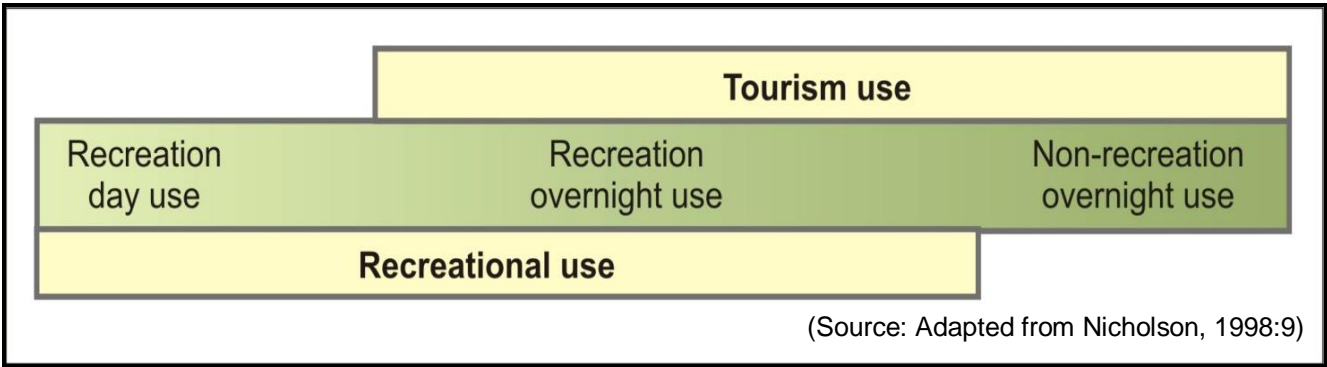 Tourism use
Recreation
day use
Recreation
overnight use
Non-recreation
overnight use
Recreational use
(Source: Adapted from Nicholson, 1998:9)